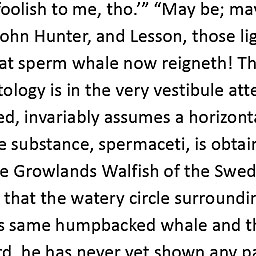 foolish to me, tho.’” “May be; may
ohn Hunter, and Lesson, those lig
at sperm whale now reigneth! Th
tology is in the very vestibule atte
ed, invariably assumes a horizonta
e substance, spermaceti, is obtain
e Growlands Walfish of the Swed
that the watery circle surroundin
s same humpbacked whale and th
rd, he has never yet shown any pa